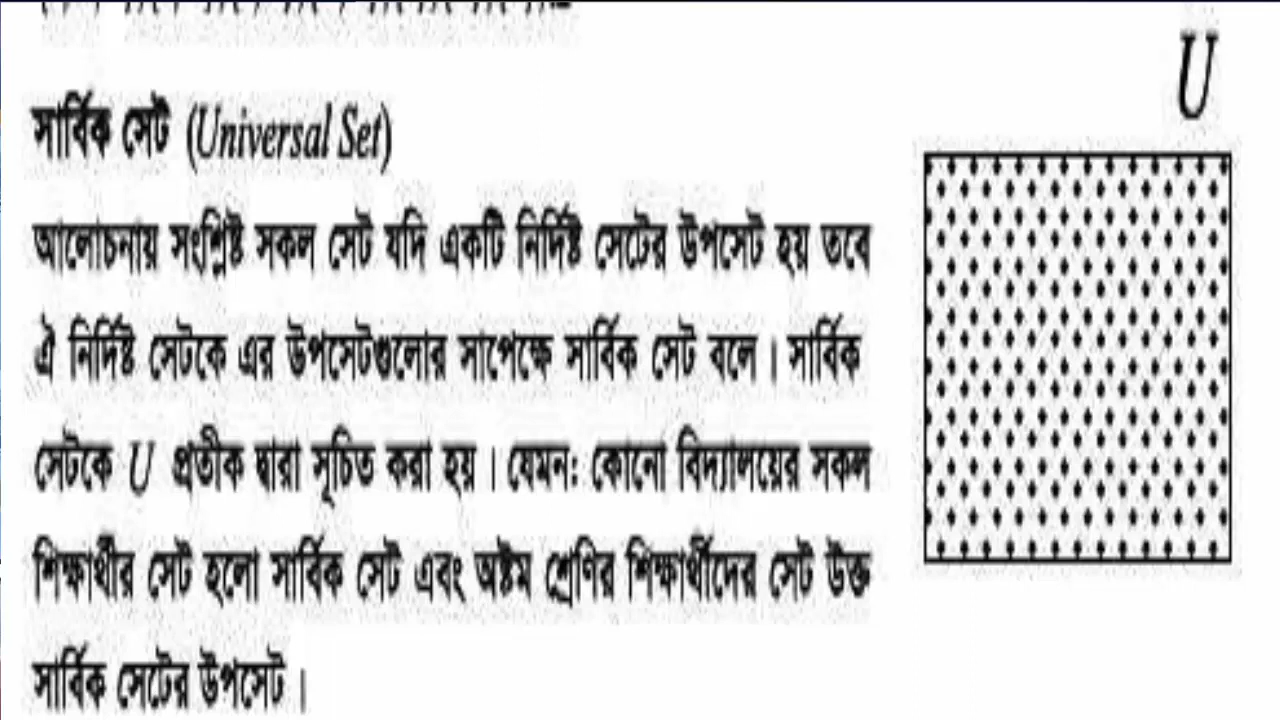 U
সার্বিক সেট (Universal Set)
আলোচনায় সংশ্লিষ্ট সকল সেট যদি একটি নির্দিষ্ট সেটের উপসেট হয় তবে
ঐ নির্দিষ্ট সেটকে এর উপসেটগুলোর সাপেক্ষে সার্বিক সেট বলে। সার্বিক
সেটকে U প্রতীক দ্বারা সূচিত করা হয়। যেমন: কোনো বিদ্যালয়ের সকল
শিক্ষার্থীর সেট হলো সার্বিক সেট এবং অষ্টম শ্রেণির শিক্ষার্থীদের সেট উক্ত
সার্বিক সেটের উপসেট।